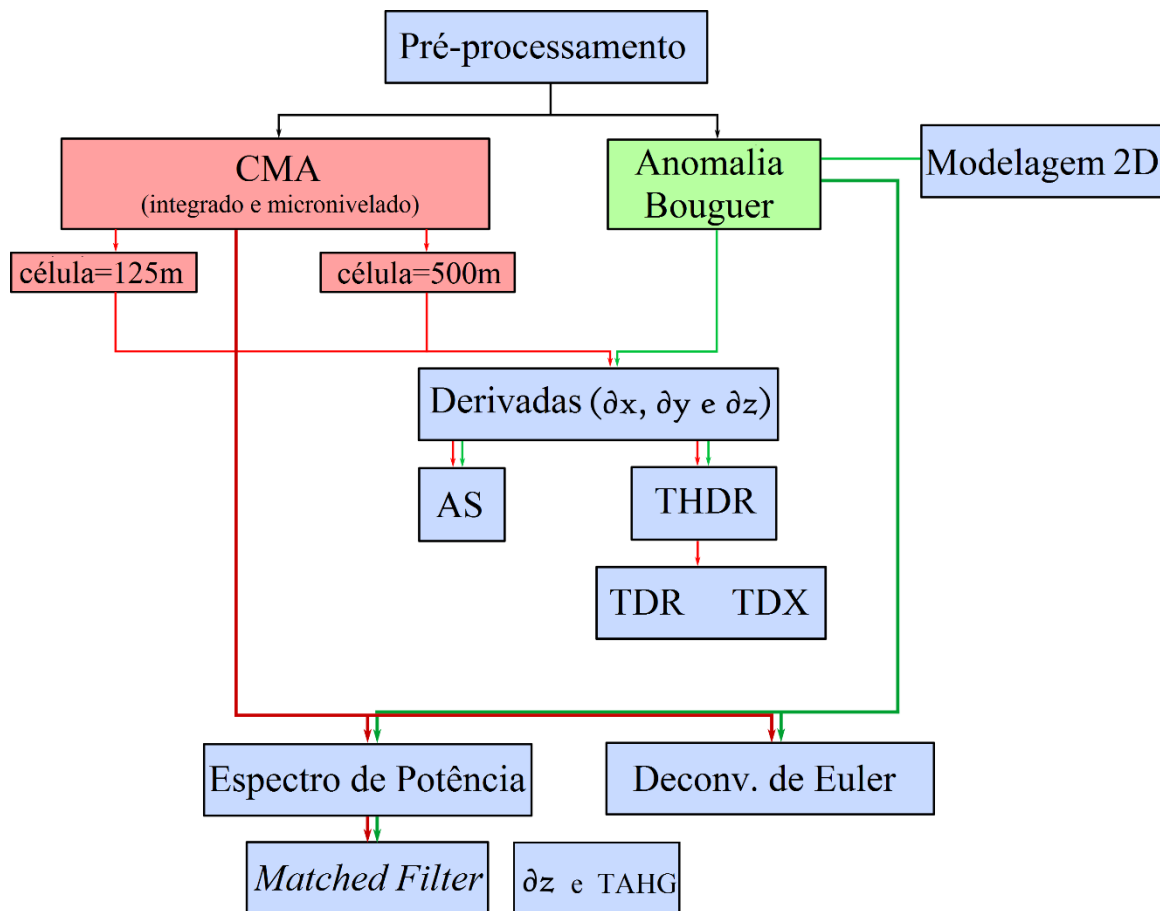 Pré-processamento
CMA
(integrado e micronivelado)
Anomalia
Bouguer
Modelagem 2D
célula=125m
célula=500m
Derivadas (∂x, ∂y e ∂z)
AS
THDR
TDR TDX
Espectro de Potência
Deconv. de Euler
Matched Filter
∂z e TAHG